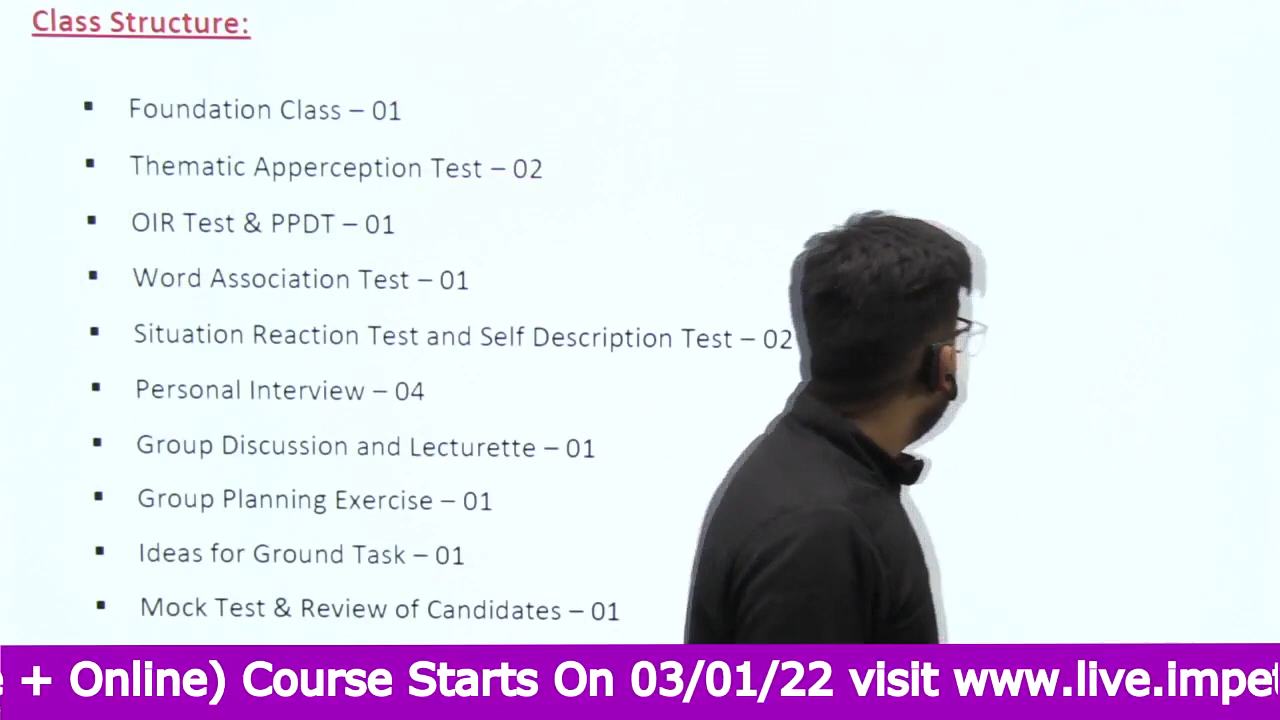 Class Structure:
▪ Foundation Class – 01
▪ Thematic Apperception Test – 02
▪ OIR Test & PPDT – 01
▪ Word Association Test – 01
▪ Situation Reaction Test and Self Description Test – 02
▪ Personal Interview – 04
▪ Group Discussion and Lecturette – 01
▪ Group Planning Exercise – 01
▪ Ideas for Ground Task – 01
▪ Mock Test & Review of Candidates – 01
+ Online) Course Starts On 03/01/22 visit www.live.impet